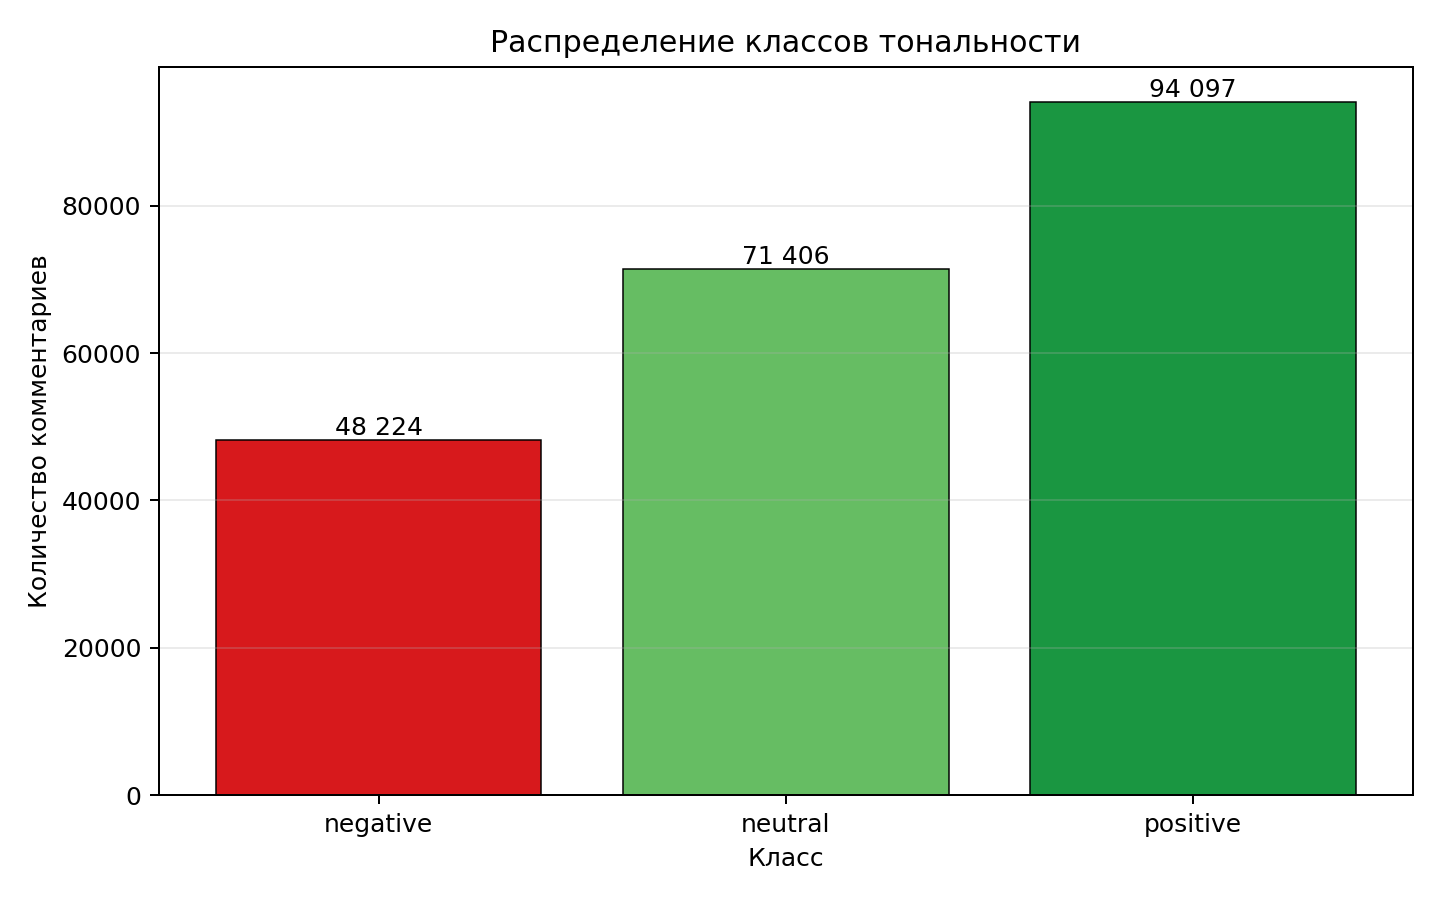 Распределение классов тональности
Количество комментариев
80000
60000
40000
20000
0
48 224
71 406
94 097
negative
neutral
positive
Класс